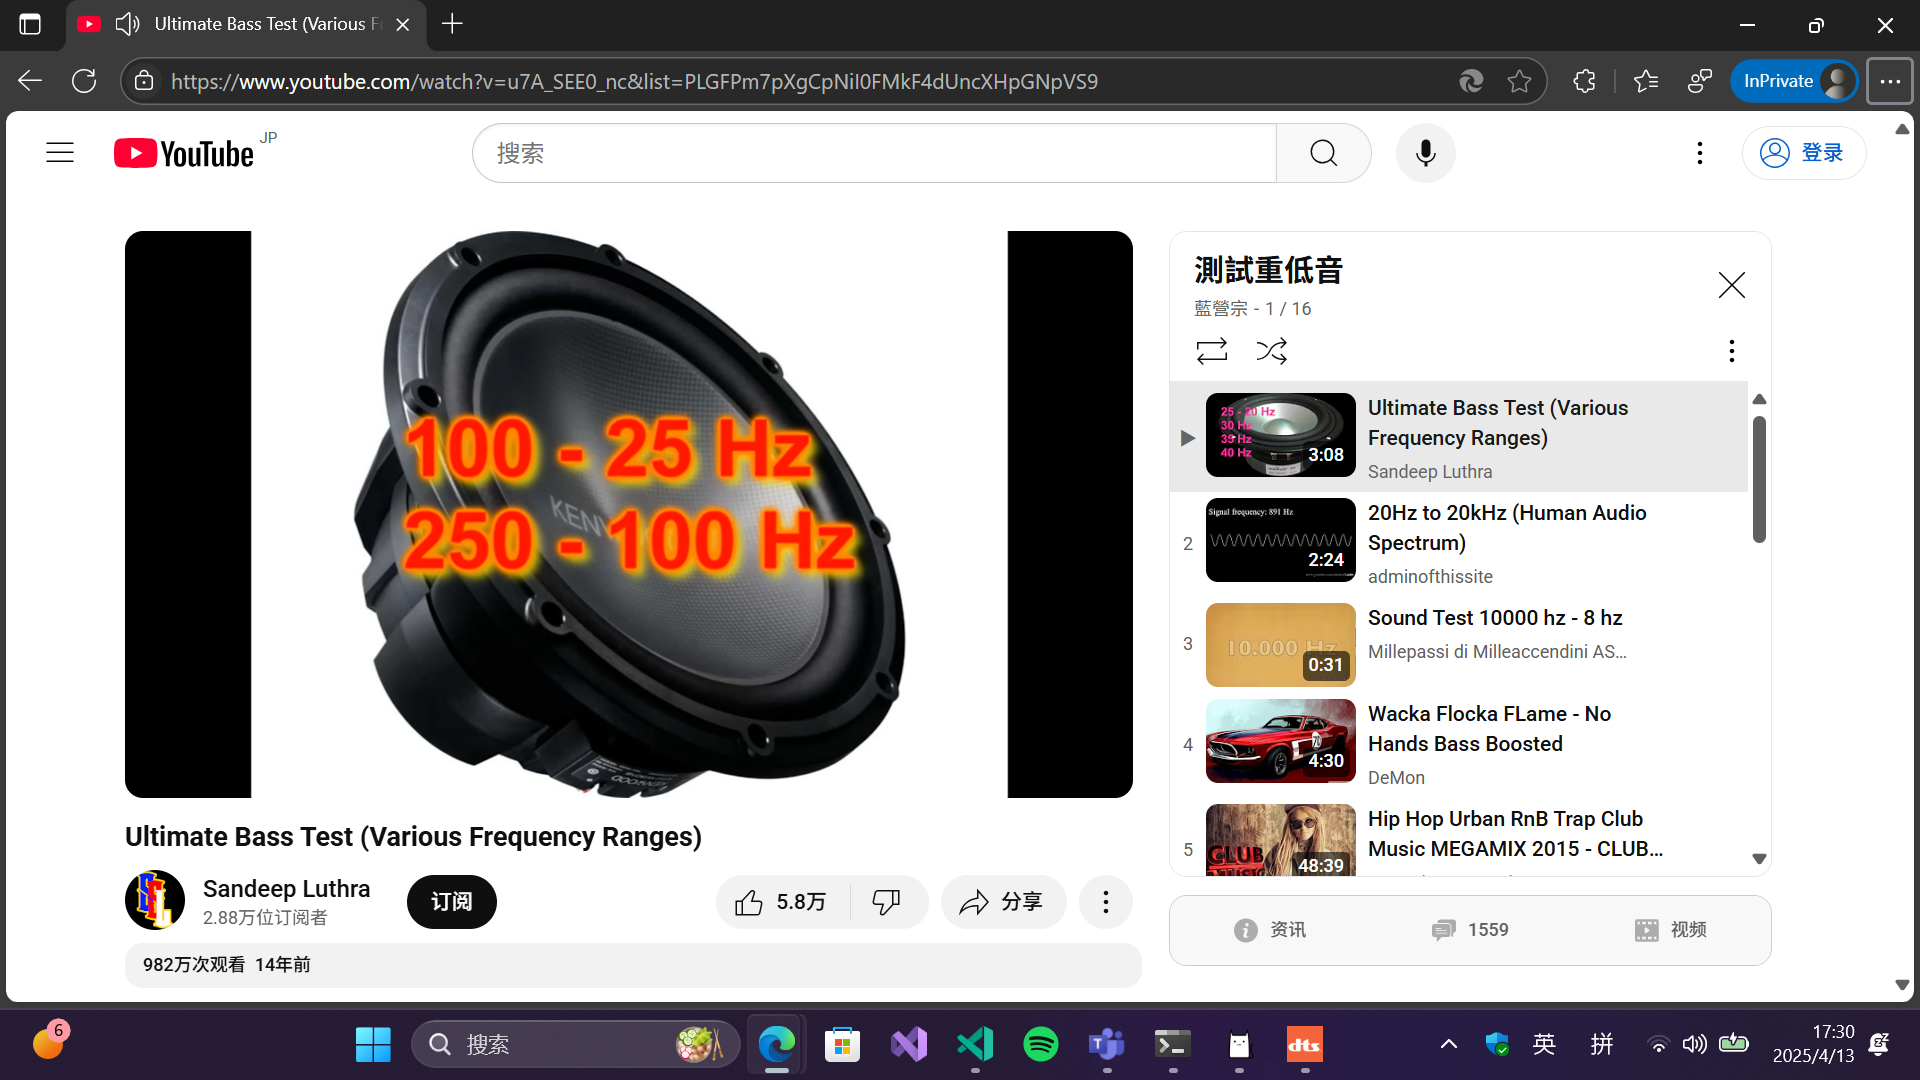 Ultimate Bass Test (Various F
https://www.youtube.com/watch?v=u7A_SEE0_nc&list=PLGFPm7pXgCpNiI0FMkF4dUncXHpGNpVS9
InPrivate
YouTube JP
搜索
登录
100 - 25 Hz
KEN
250 - 100 Hz
KENWOOD
測試重低音
藍營宗 - 1 / 16
25 - 20 Hz
30 Hz
35 Hz
40 Hz
3:08
Ultimate Bass Test (Various
Frequency Ranges)
Sandeep Luthra
2
Signal frequency: 891 Hz
2:24
20Hz to 20kHz (Human Audio
Spectrum)
adminofthissite
3
10.000 Hz
0:31
Sound Test 10000 hz - 8 hz
Millepassi di Milleaccendini AS...
4
4:30
Wacka Flocka FLame - No
Hands Bass Boosted
DeMon
5
CLUB
48:39
Hip Hop Urban RnB Trap Club
Music MEGAMIX 2015 - CLUB...
Ultimate Bass Test (Various Frequency Ranges)
Sandeep Luthra
2.88万位订阅者
订阅
5.8万
分享
982万次观看 14年前
资讯
1559
视频
6
搜索
dts
英
拼
17:30
2025/4/13